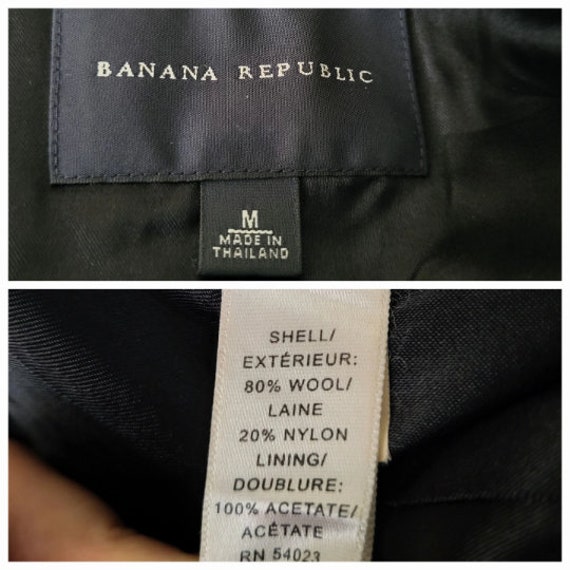 BANANA REPUBLIC
M
MADE IN
THAILAND
SHELL/
EXTÉRIEUR:
80% WOOL/
LAINE
20% NYLON
LINING/
DOUBLURE:
100% ACETATE/
ACÉTATE
RN 54023